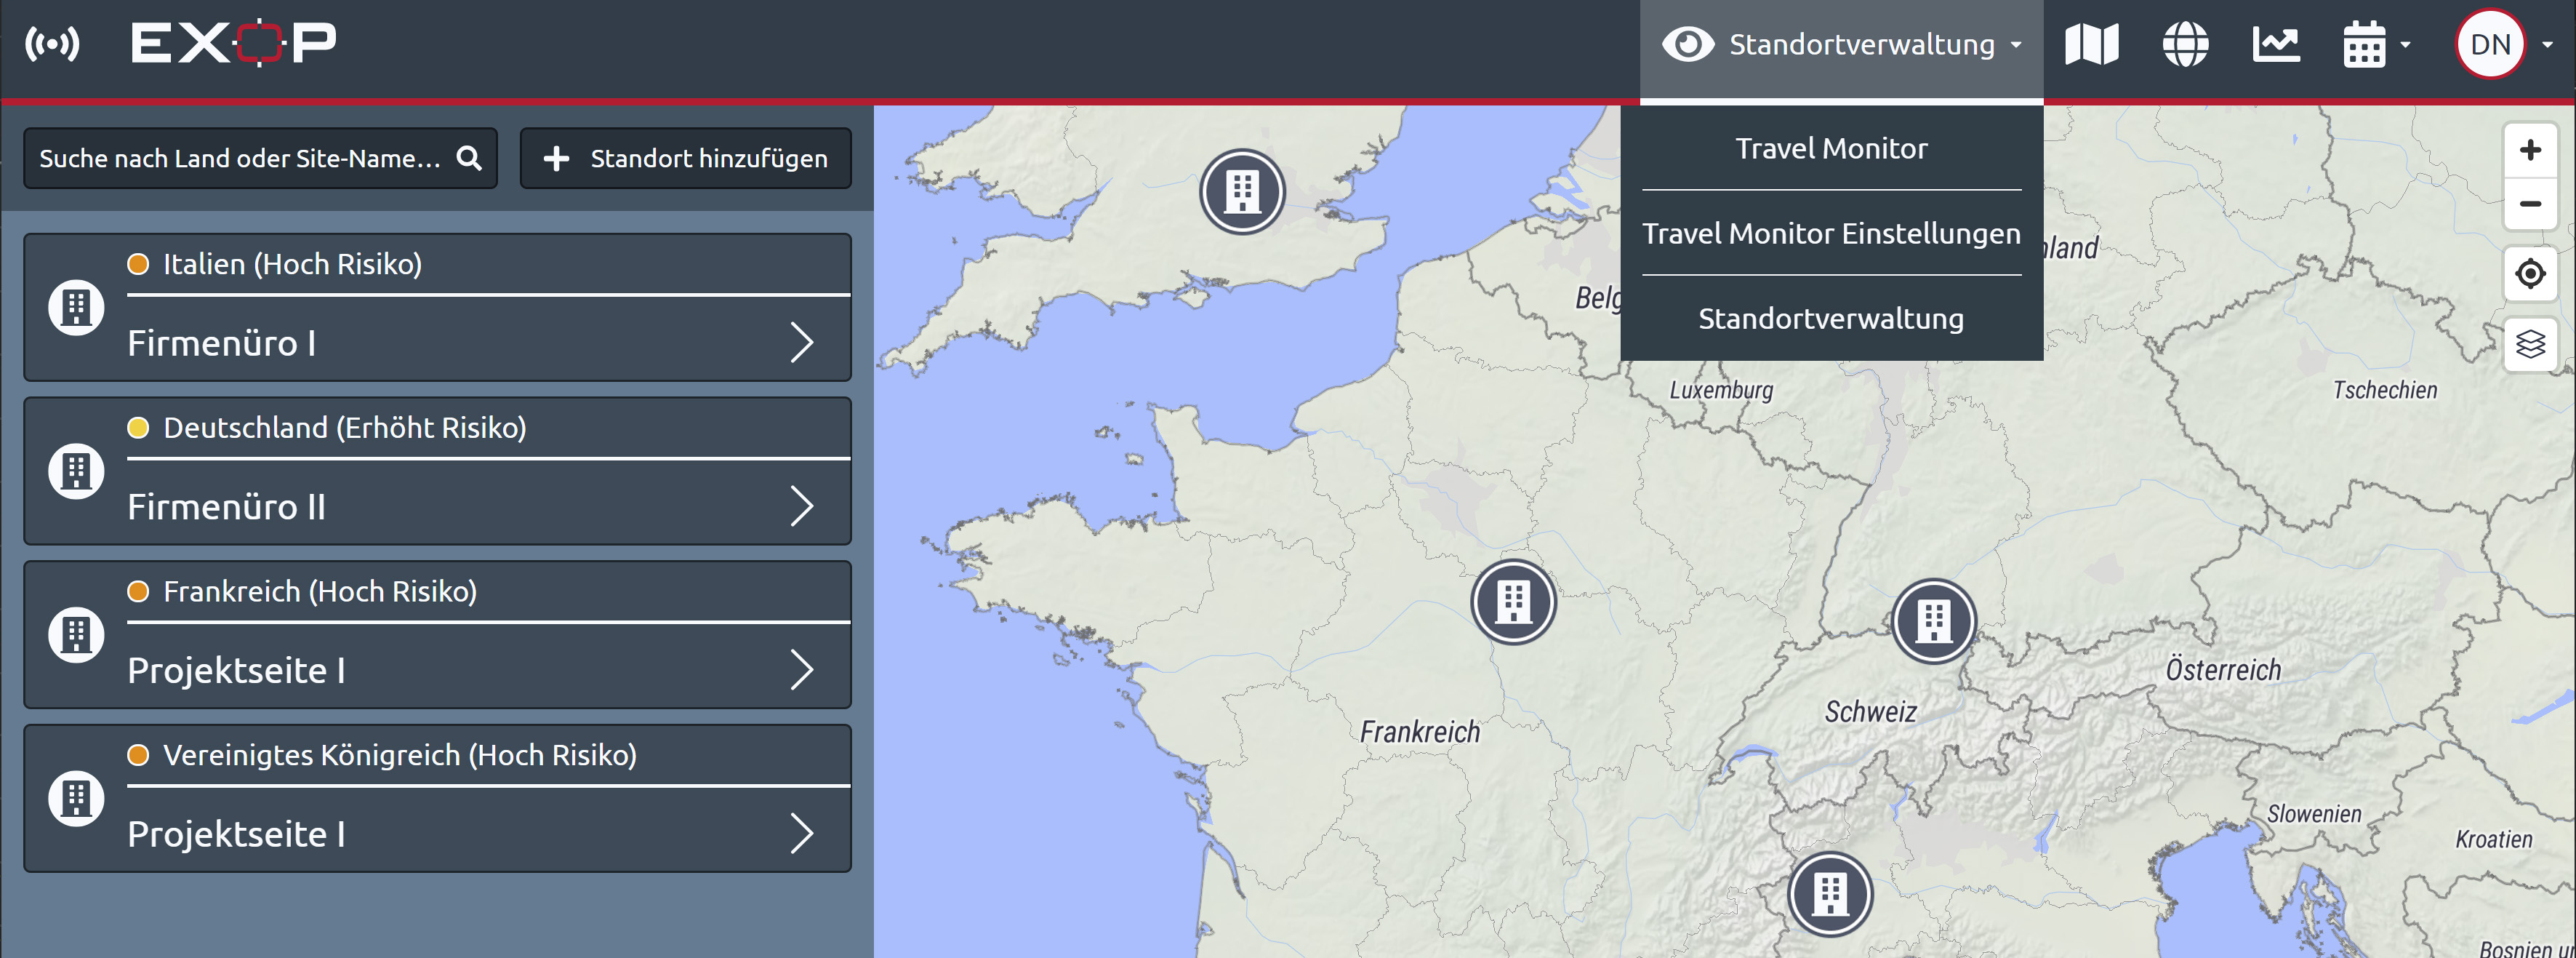 EXOP
Standortverwaltung
DN
Suche nach Land oder Site-Name...
Standort hinzufügen
Travel Monitor
Travel Monitor Einstellungen
Standortverwaltung
Italien (Hoch Risiko)
Firmenüro I
Deutschland (Erhöht Risiko)
Firmenüro II
Frankreich (Hoch Risiko)
Projektseite I
Vereinigtes Königreich (Hoch Risiko)
Projektseite I
Luxemburg
Tschechien
Österreich
Schweiz
Frankreich
Slowenien
Kroatien
Bosnien